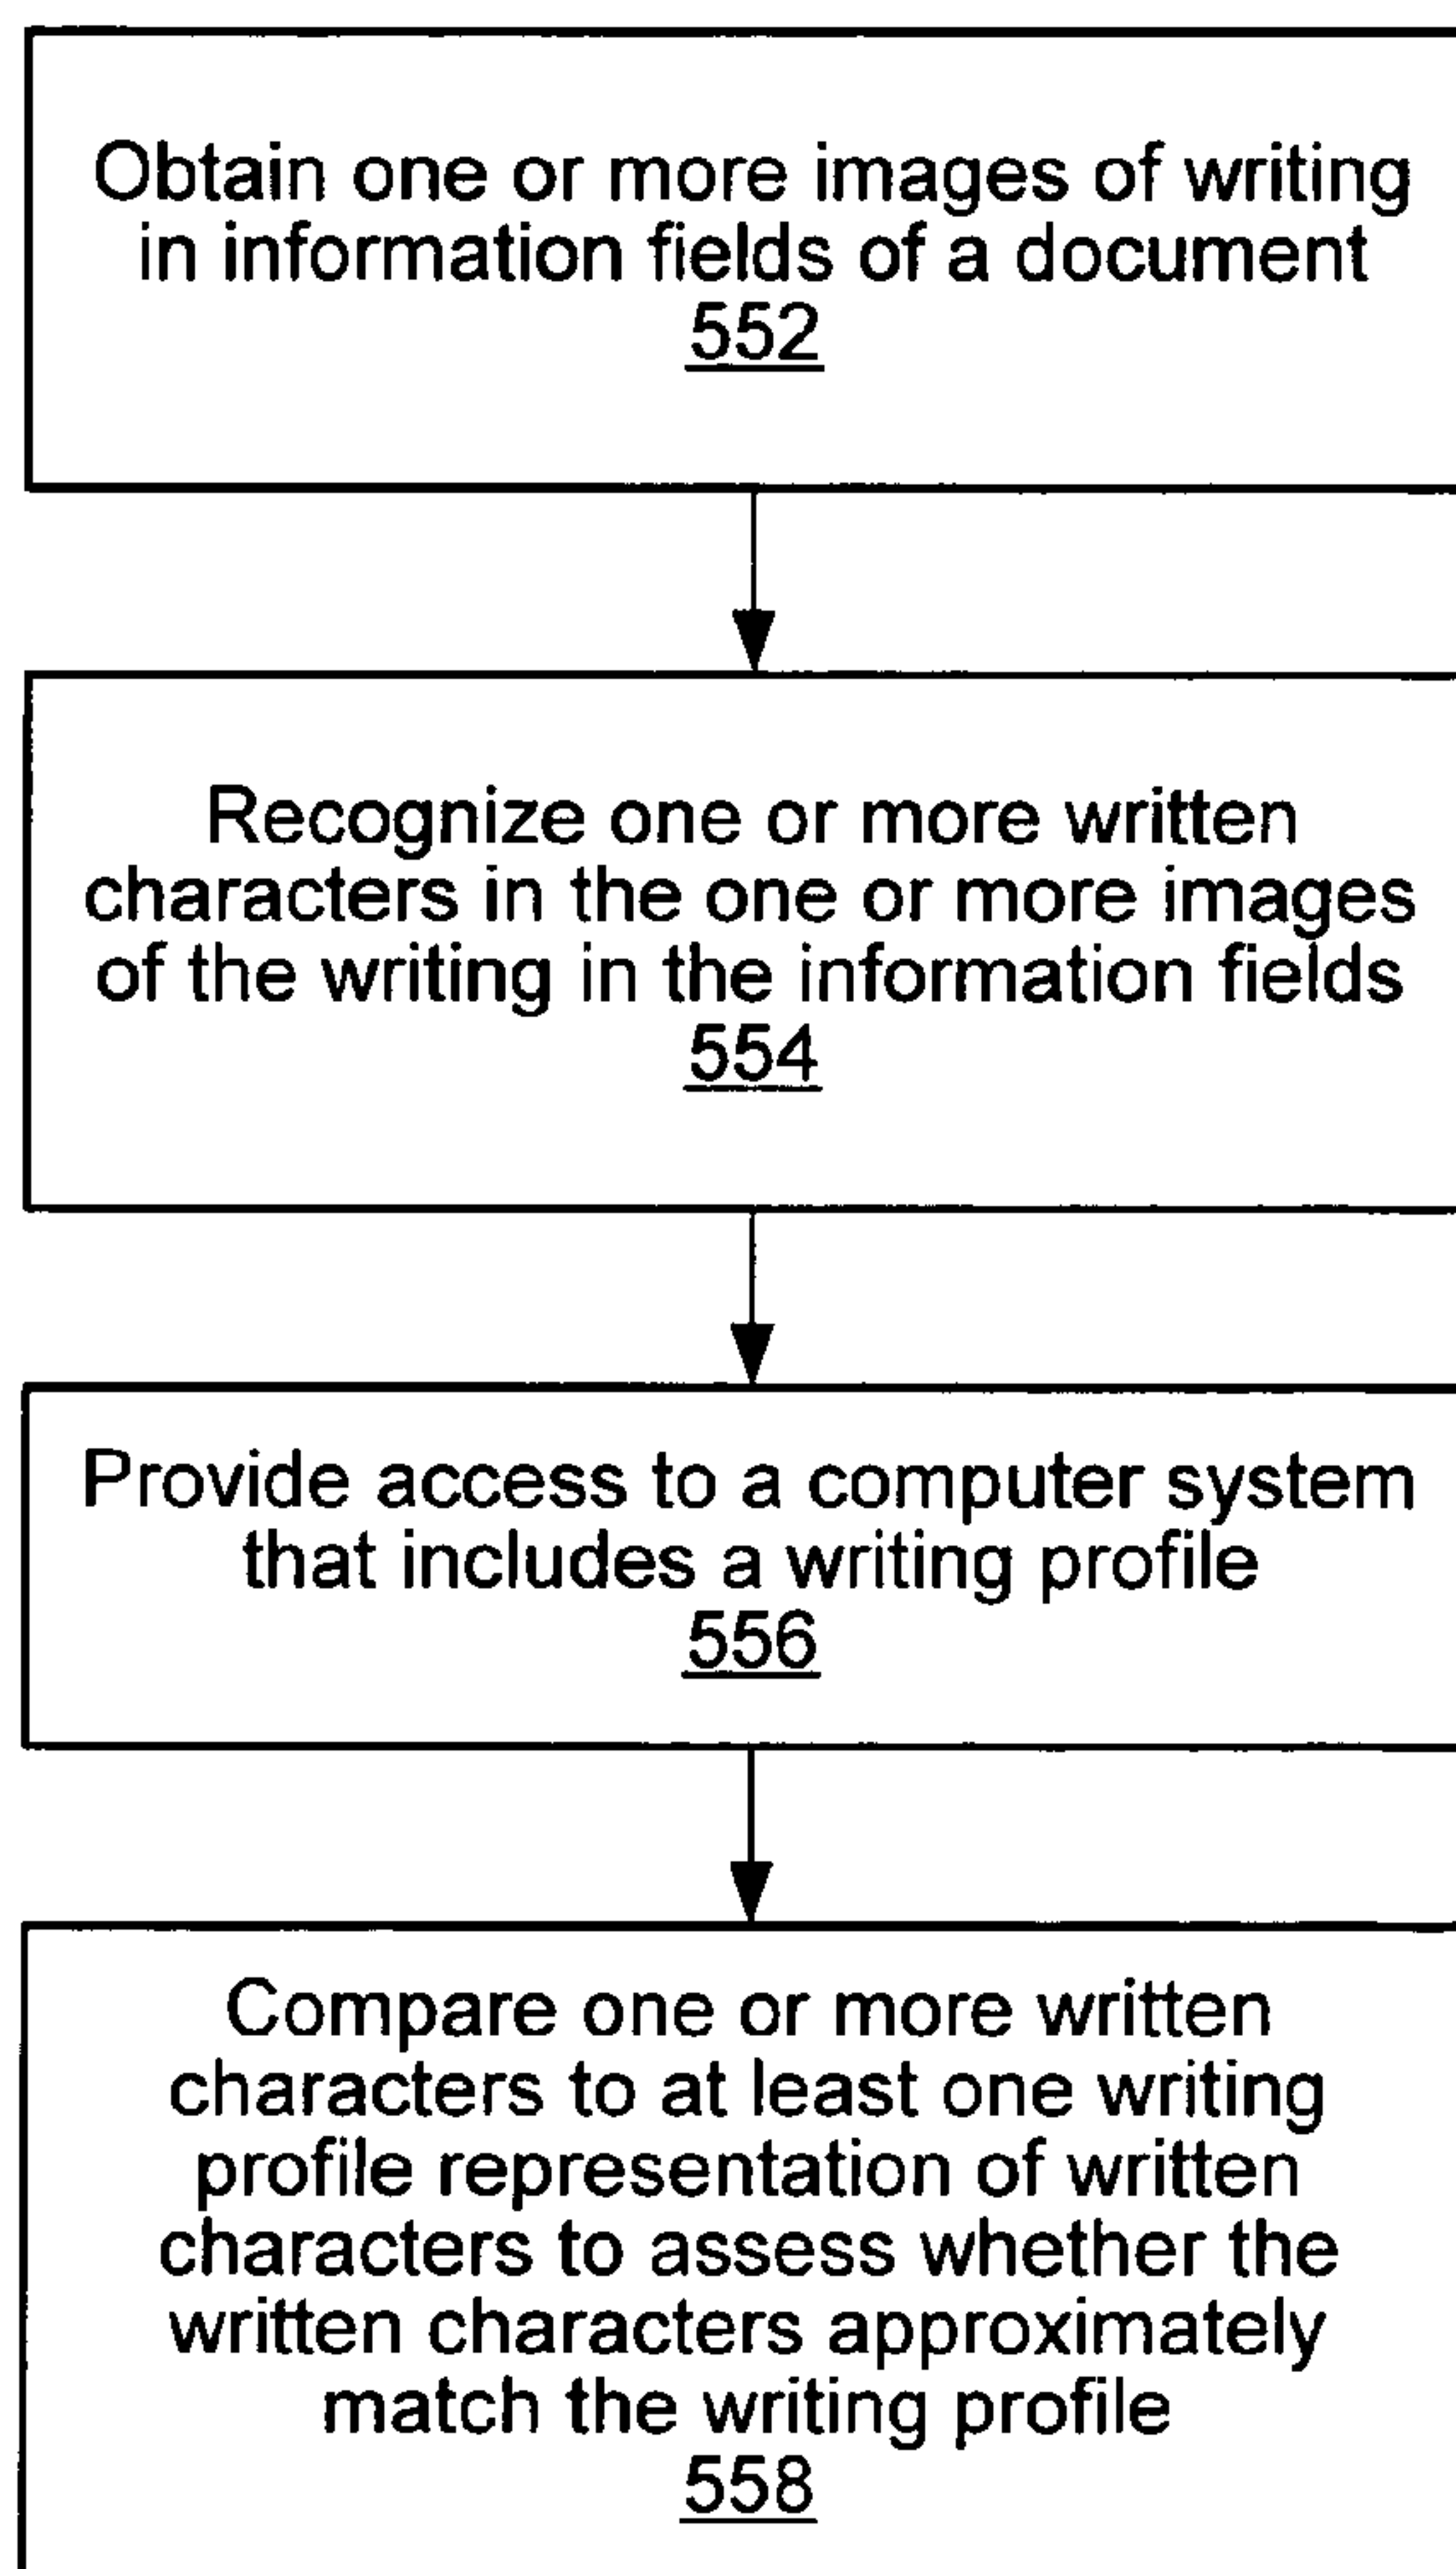 Obtain one or more images of writing
in information fields of a document
552
Recognize one or more written
characters in the one or more images
of the writing in the information fields
554
Provide access to a computer system
that includes a writing profile
556
Compare one or more written
characters to at least one writing
profile representation of written
characters to assess whether the
written characters approximately
match the writing profile
558